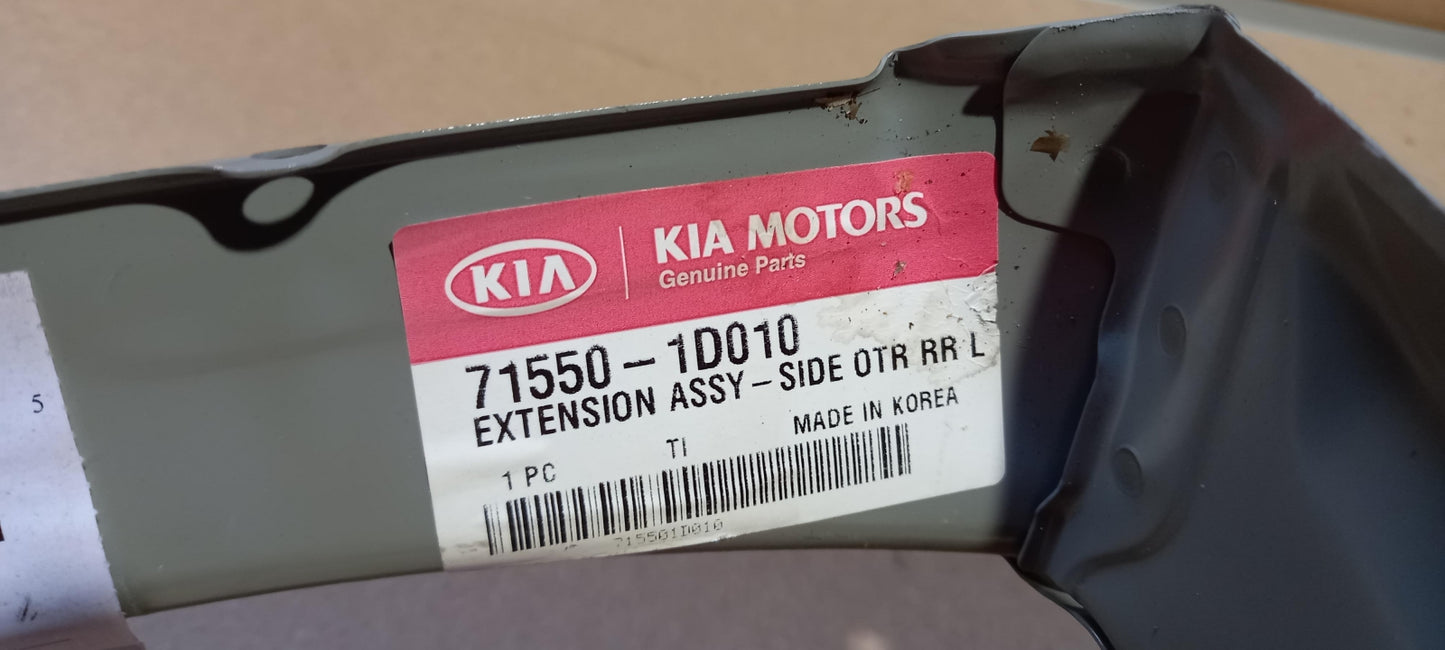 KIA
KIA MOTORS
Genuine Parts
71550-1D010
EXTENSION ASSY-SIDE OTR RR L
MADE IN KOREA
1 PC
TI
715501D010
5